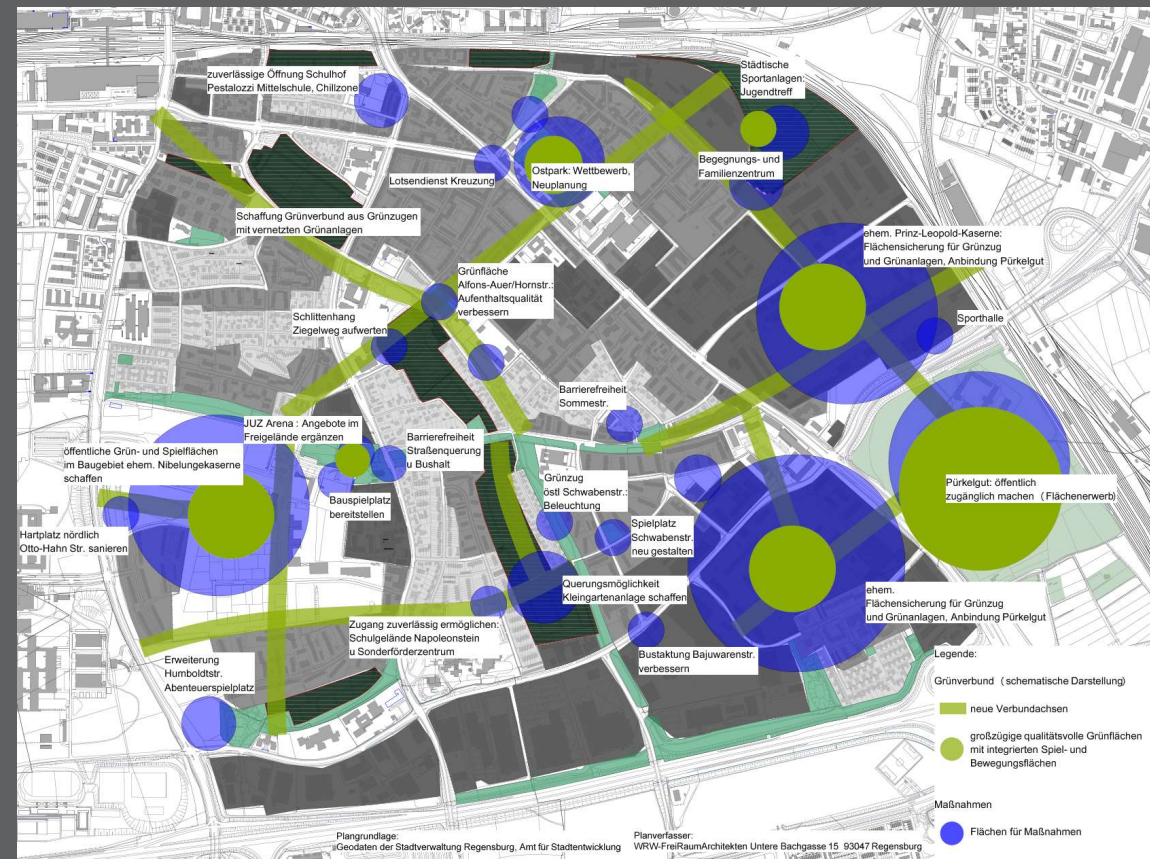 zuverlässige Öffnung Schulhof
Pestalozzi Mittelschule, Chillzone
Städtische
Sportanlagen:
Jugendtreff
Lotsendienst Kreuzung
Ostpark: Wettbewerb,
Neuplanung
Begegnungs- und
Familienzentrum
Schaffung Grünverbund aus Grünzugen
mit vernetzten Grünanlagen
ehem. Prinz-Leopold-Kaserne:
Flächensicherung für Grünzug
und Grünanlagen, Anbindung Pürkelgut
Grünfläche
Alfons-Auer/Hornstr.:
Aufenthaltsqualität
verbessern
Schlittenhang
Ziegelweg aufwerten
Sporthalle
Barrierefreiheit
Sommestr.
JUZ Arena : Angebote im
Freigelände ergänzen
öffentliche Grün- und Spielflächen
im Baugebiet ehem. Nibelungekaserne
schaffen
Barrierefreiheit
Straßenquerung
u Bushalt
Bauspielplatz
bereitstellen
Grünzug
östl Schwabenstr.:
Beleuchtung
Pürkelgut: öffentlich
zugänglich machen (Flächenerwerb)
Hartplatz nördlich
Otto-Hahn Str. sanieren
Spielplatz
Schwabenstr.
neu gestalten
Querungsmöglichkeit
Kleingartenanlage schaffen
ehem.
Flächensicherung für Grünzug
und Grünanlagen, Anbindung Pürkelgut
Zugang zuverlässig ermöglichen:
Schulgelände Napoleonstein
u Sonderförderzentrum
Bustaktung Bajuwarenstr.
verbessern
Erweiterung
Humboldtstr.
Abenteuerspielplatz
Legende:
Grünverbund (schematische Darstellung)
neue Verbundachsen
großzügige qualitätsvolle Grünflächen
mit integrierten Spiel- und
Bewegungsflächen
Maßnahmen
Flächen für Maßnahmen
Plangrundlage:
Geodaten der Stadtverwaltung Regensburg, Amt für Stadtentwicklung
Planverfasser:
WRW-FreiRaumArchitekten Untere Bachgasse 15 93047 Regensburg